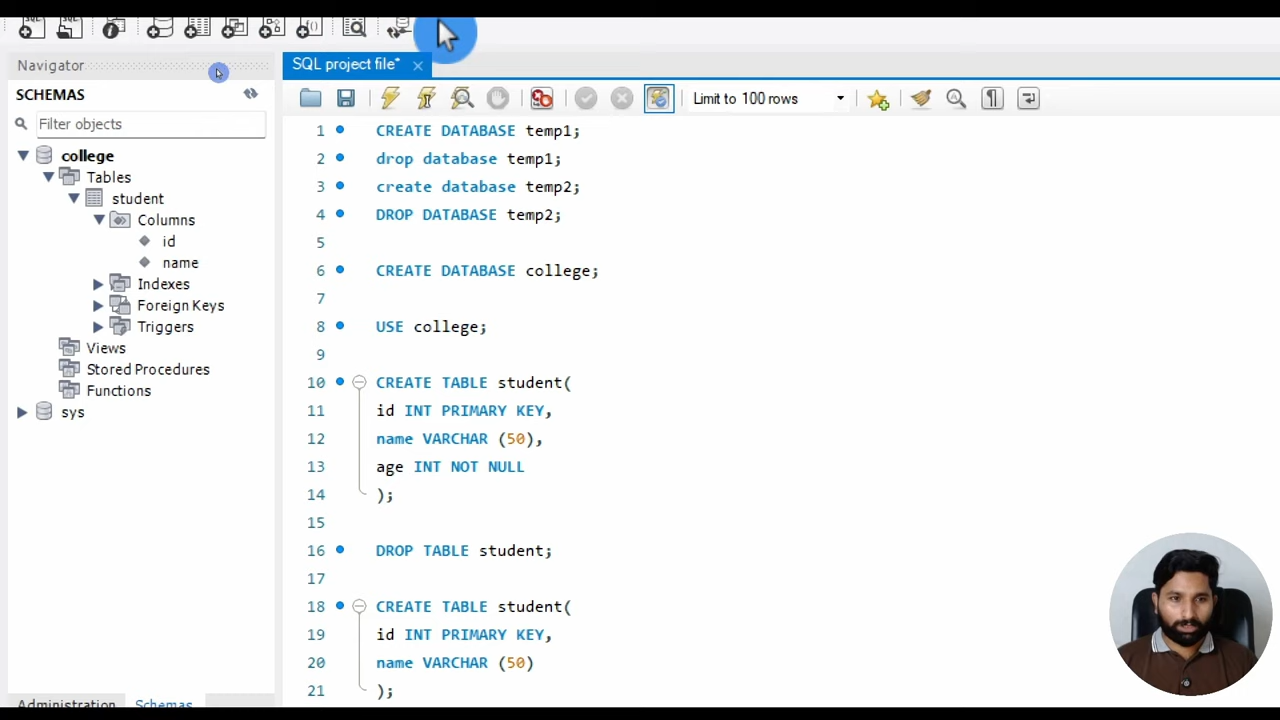 SQL SQL
Navigator
SQL project file*
SCHEMAS
Limit to 100 rows
Filter objects
college
Tables
student
Columns
id
name
Indexes
Foreign Keys
Triggers
Views
Stored Procedures
Functions
sys
1 CREATE DATABASE temp1;
2 drop database temp1;
3 create database temp2;
4 DROP DATABASE temp2;
5
6 CREATE DATABASE college;
7
8 USE college;
9
10 CREATE TABLE student(
11 id INT PRIMARY KEY,
12 name VARCHAR (50),
13 age INT NOT NULL
14 );
15
16 DROP TABLE student;
17
18 CREATE TABLE student(
19 id INT PRIMARY KEY,
20 name VARCHAR (50)
21 );
Administration Schemas